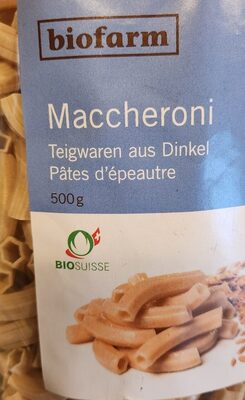 biofarm
Maccheroni
Teigwaren aus Dinkel
Pâtes d'épeautre
500g
BIOSUISSE